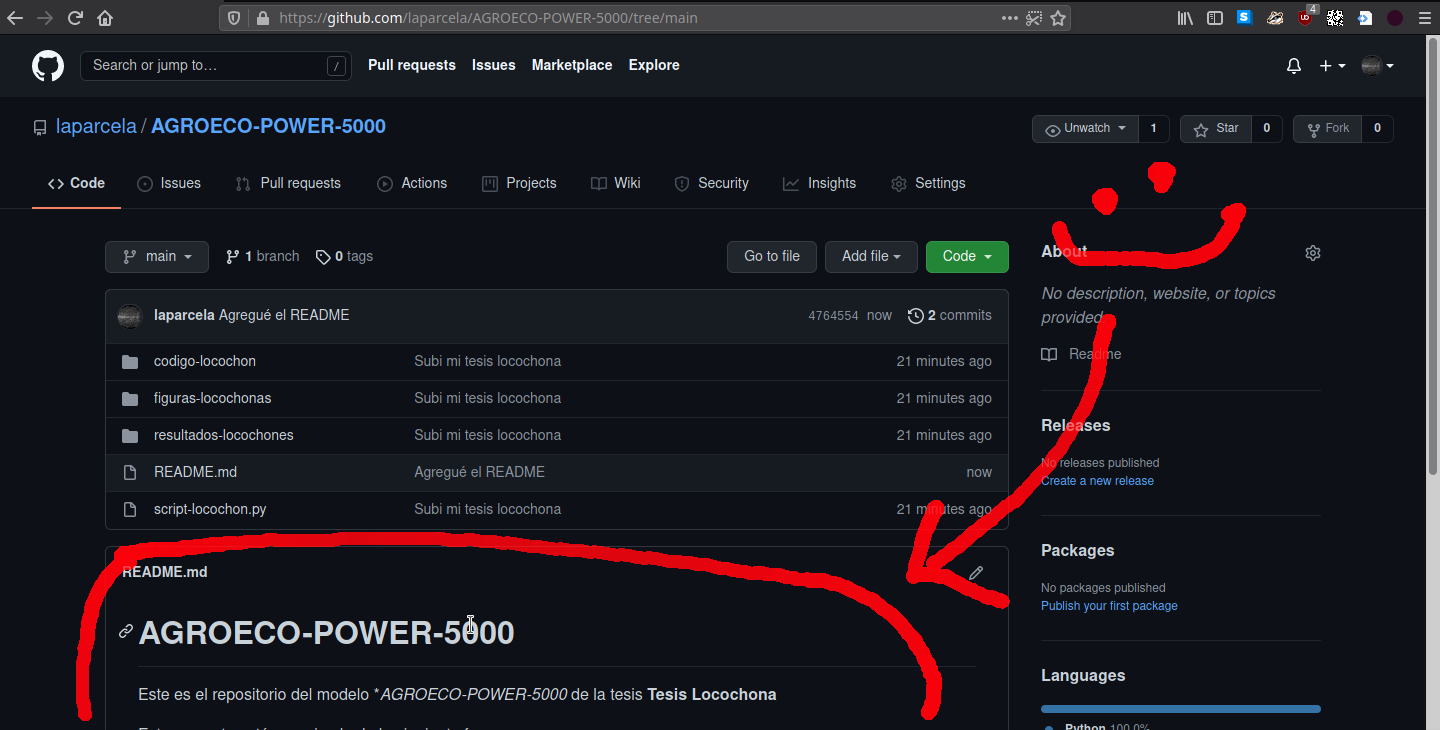 https://github.com/laparcela/AGROECO-POWER-5000/tree/main
4
Search or jump to… / Pull requests Issues Marketplace Explore
laparcela / AGROECO-POWER-5000
Unwatch 1 Star 0 Fork 0
Code Issues Pull requests Actions Projects Wiki Security Insights Settings
main 1 branch 0 tags Go to file Add file Code
laparcela Agregué el README 4764554 now 2 commits
codigo-locochon Subi mi tesis locochona 21 minutes ago
figuras-locochonas Subi mi tesis locochona 21 minutes ago
resultados-locochones Subi mi tesis locochona 21 minutes ago
README.md Agregué el README now
script-locochon.py Subi mi tesis locochona 21 minutes ago
README.md
AGROECO-POWER-5000
Este es el repositorio del modelo *AGROECO-POWER-5000 de la tesis Tesis Locochona
About
No description, website, or topics
provided.
Readme
Releases
No releases published
Create a new release
Packages
No packages published
Publish your first package
Languages
Python 100.0%